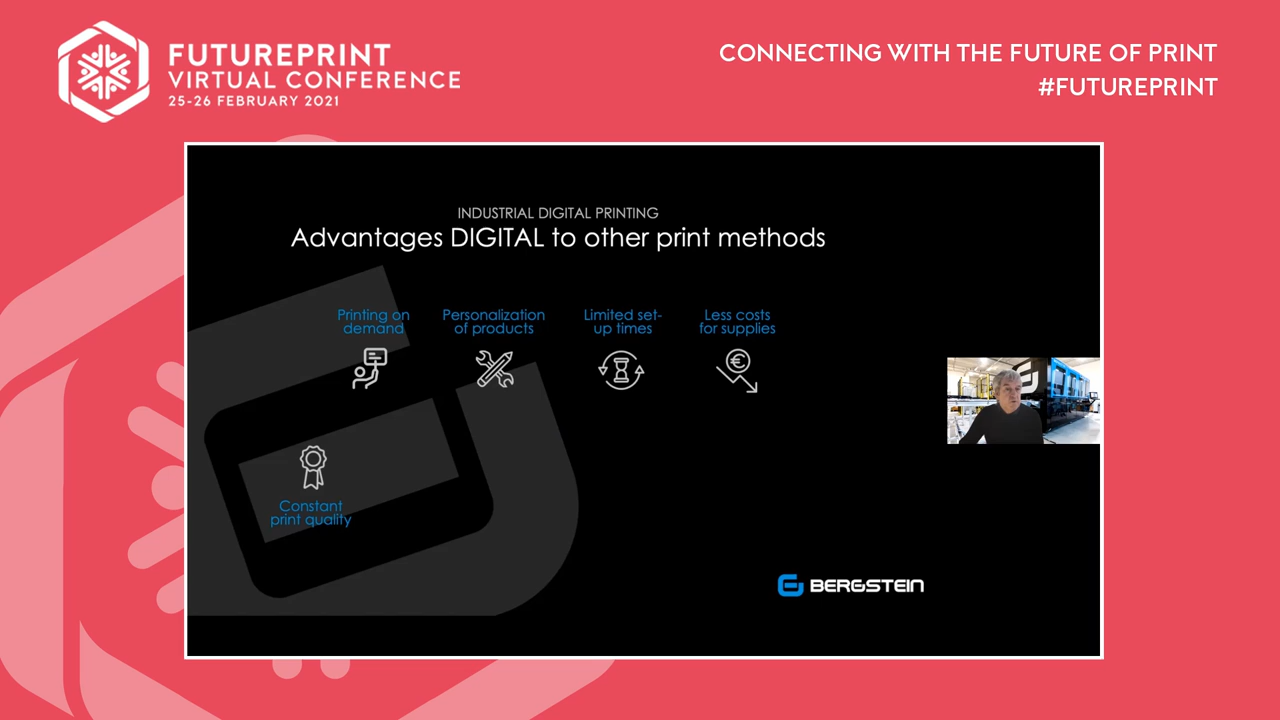 FUTUREPRINT
VIRTUAL CONFERENCE
25-26 FEBRUARY 2021
CONNECTING WITH THE FUTURE OF PRINT
#FUTUREPRINT
INDUSTRIAL DIGITAL PRINTING
Advantages DIGITAL to other print methods
Printing on
demand
Personalization
of products
Limited set-
up times
Less costs
for supplies
€
Constant
print quality
BERGSTEIN